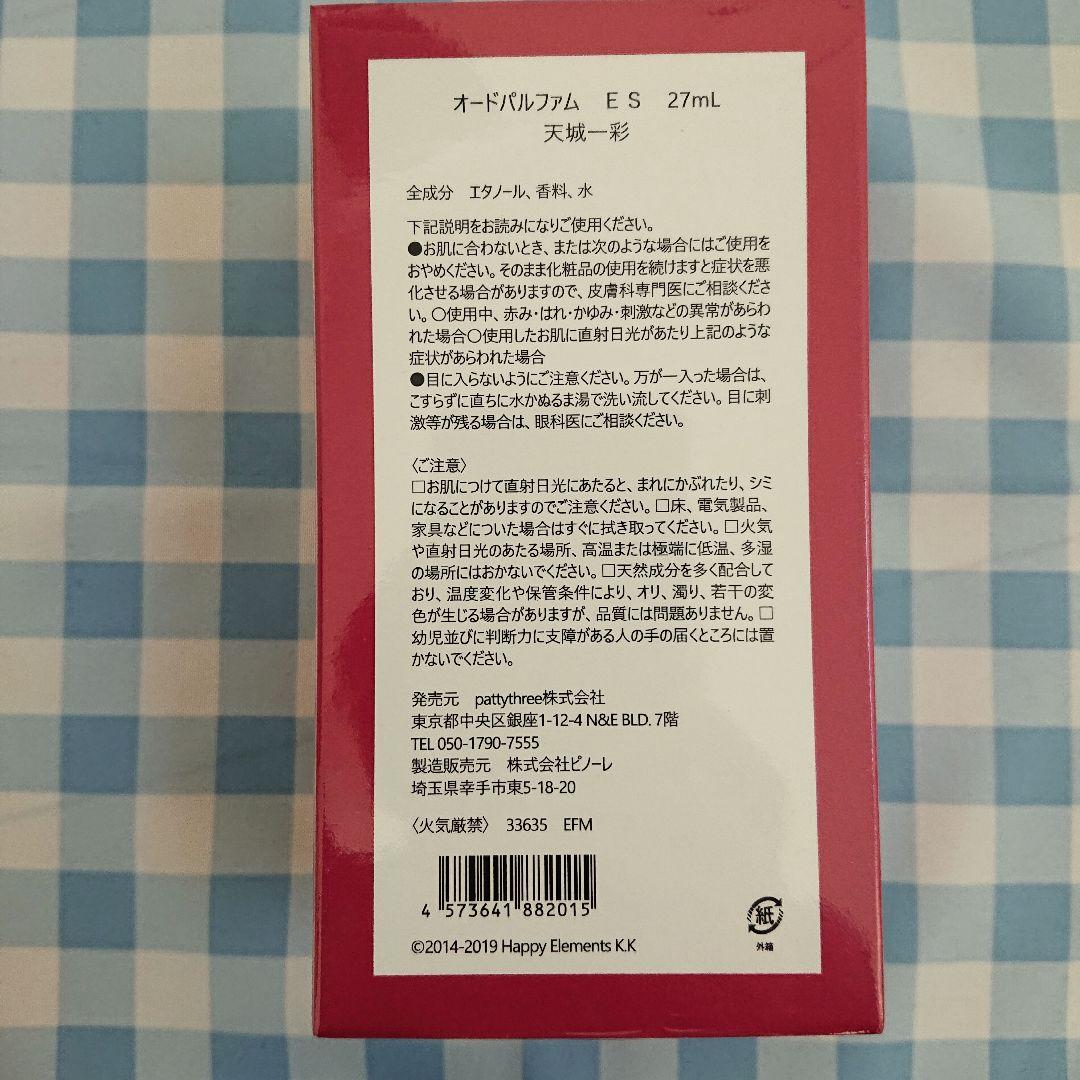 オードパルファム　ＥＳ　27mL
天城一彩
全成分　エタノール、香料、水
下記説明をお読みになりご使用ください。
●お肌に合わないとき、または次のような場合にはご使用を
おやめください。そのまま化粧品の使用を続けますと症状を悪
化させる場合がありますので、皮膚科専門医にご相談くださ
い。〇使用中、赤み・はれ・かゆみ・刺激などの異常があらわ
れた場合〇使用したお肌に直射日光があたり上記のような
症状があらわれた場合
●目に入らないようにご注意ください。万が一入った場合は、
こすらずに直ちに水かぬるま湯で洗い流してください。目に刺
激等が残る場合は、眼科医にご相談ください。
〈ご注意〉
□お肌につけて直射日光にあたると、まれにかぶれたり、シミ
になることがありますのでご注意ください。□床、電気製品、
家具などについた場合はすぐに拭き取ってください。□火気
や直射日光のあたる場所、高温または極端に低温、多湿
の場所にはおかないでください。□天然成分を多く配合して
おり、温度変化や保管条件により、オリ、濁り、若干の変
色が生じる場合がありますが、品質には問題ありません。□
幼児並びに判断力に支障がある人の手の届くところには置
かないでください。
発売元　pattythree株式会社
東京都中央区銀座1-12-4 N&E BLD. 7階
TEL 050-1790-7555
製造販売元　株式会社ピノーレ
埼玉県幸手市東5-18-20
〈火気厳禁〉　33635　EFM
4 573641 882015
紙
外箱
©2014-2019 Happy Elements K.K